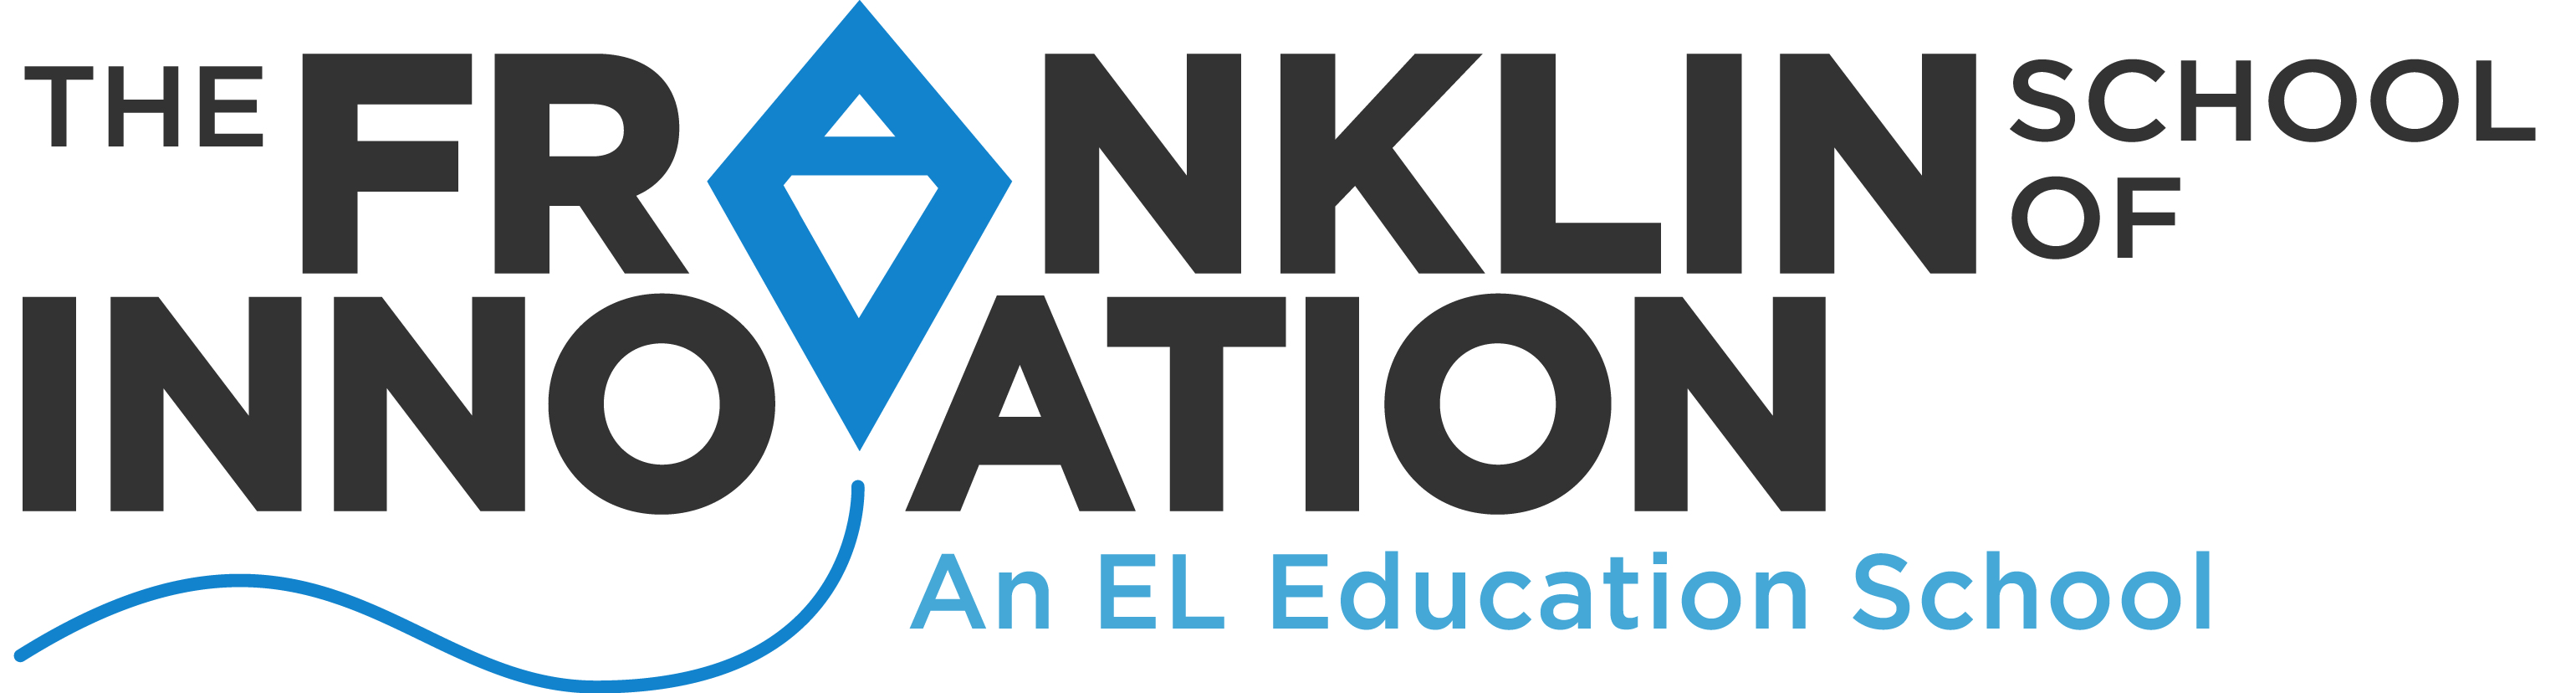 THE FRANKLIN SCHOOL OF
INNOVATION
An EL Education School